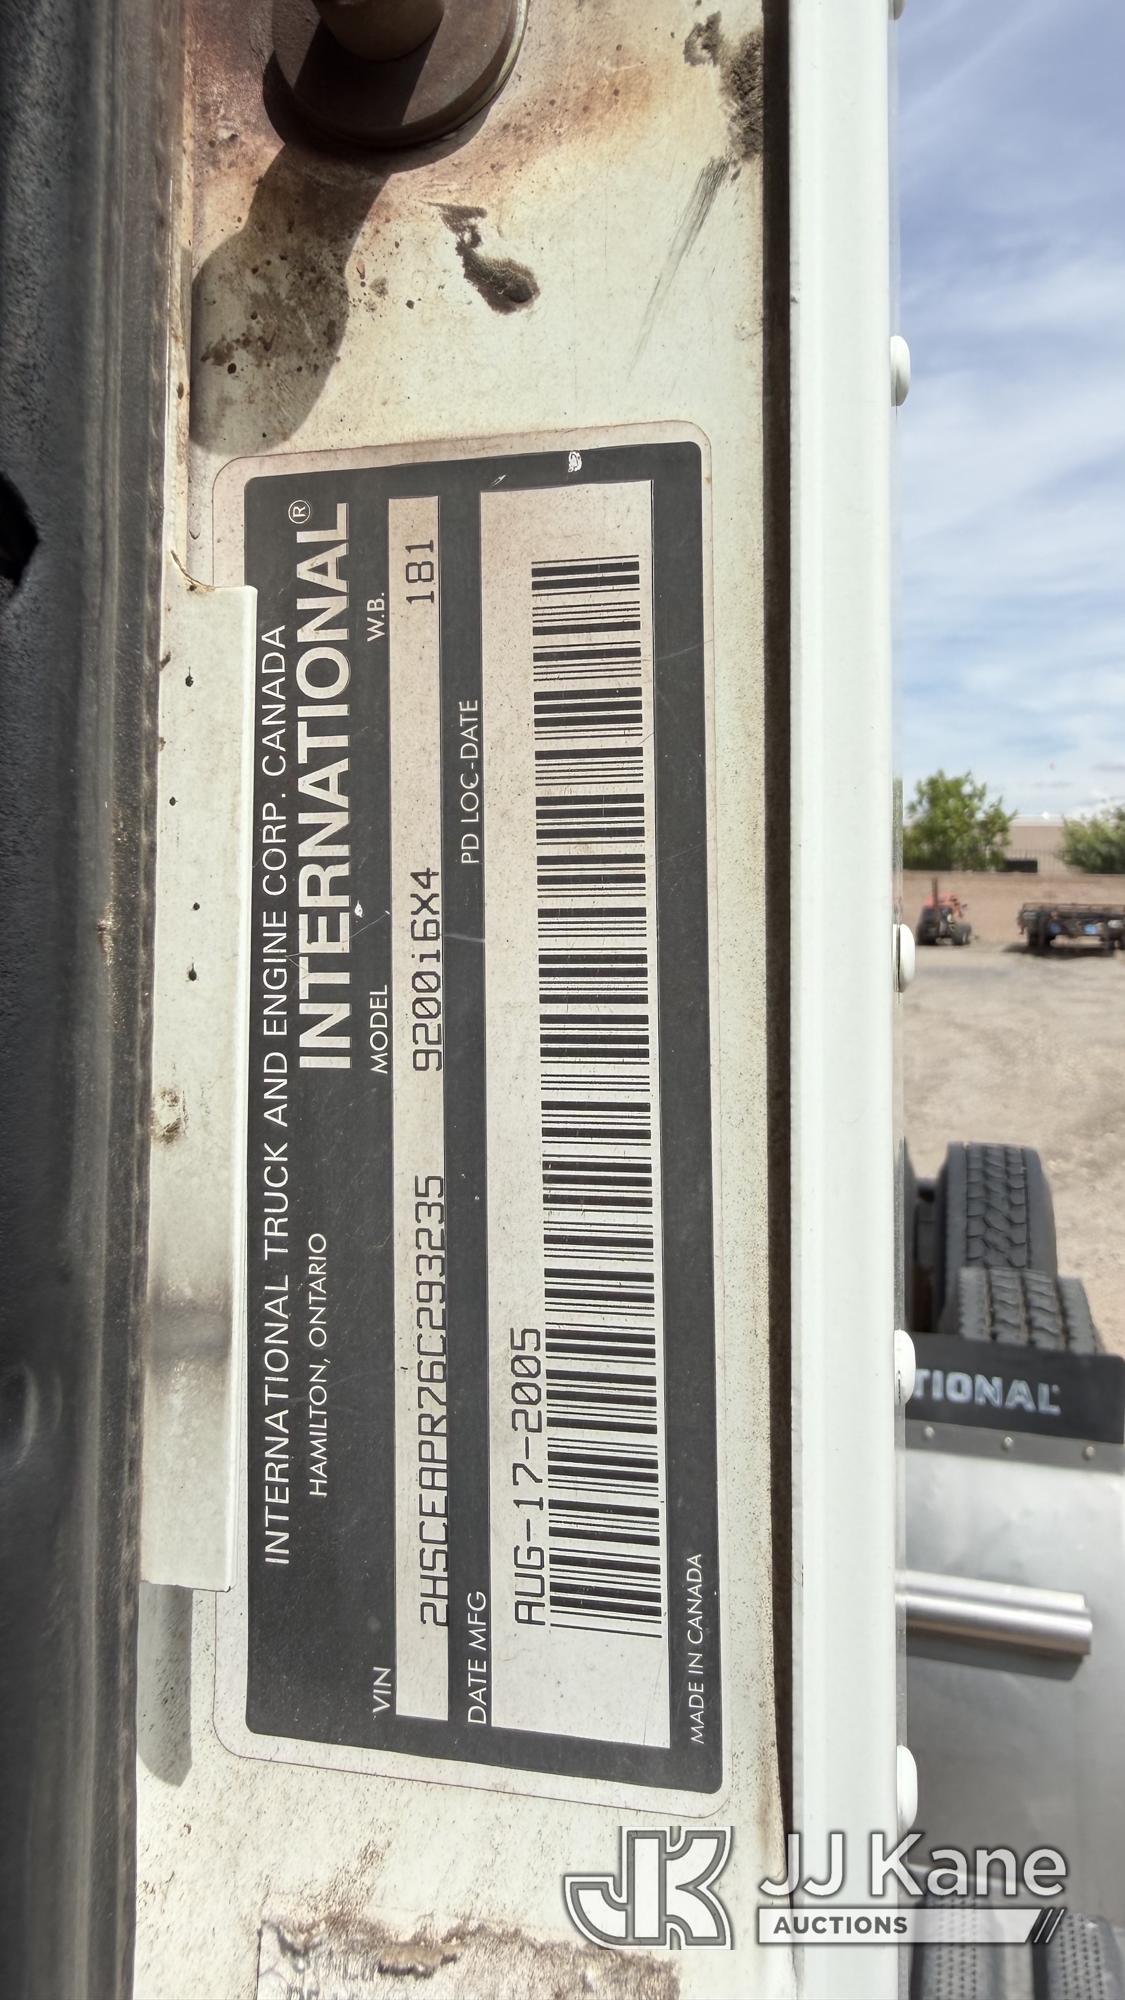 INTERNATIONAL TRUCK AND ENGINE CORP. CANADA
HAMILTON, ONTARIO
INTERNATIONAL®
VIN MODEL W.B.
2HSCEAPR76C293235 9200i6X4 181
DATE MFG PD LOC-DATE
AUG-17-2005
MADE IN CANADA
TIONAL
JK
JJ Kane
AUCTIONS